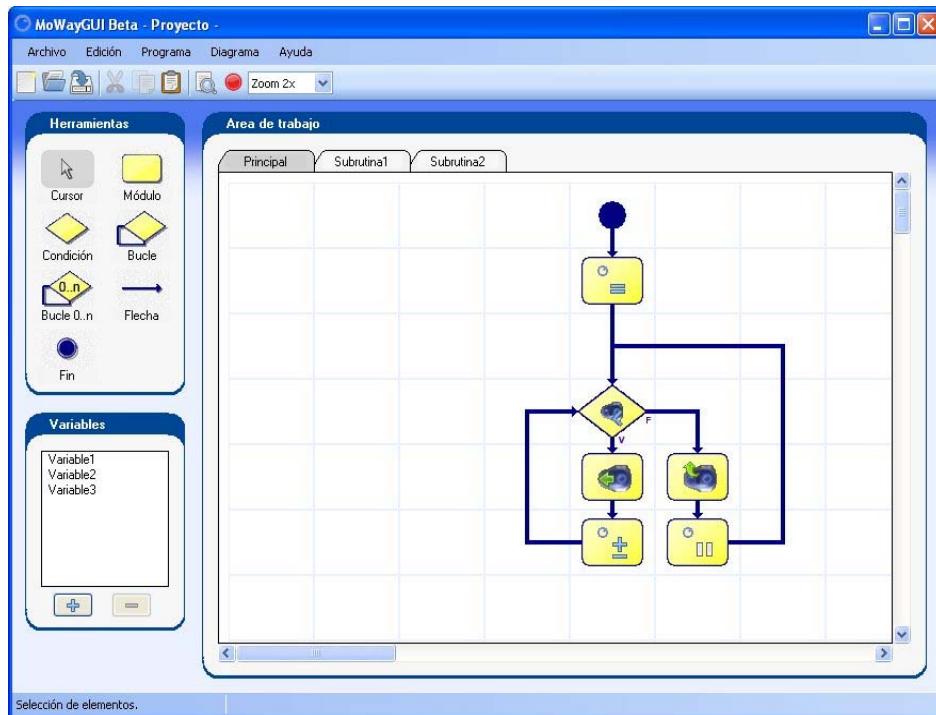 MoWayGUI Beta - Proyecto -
Archivo Edición Programa Diagrama Ayuda
Zoom 2x
Herramientas
Cursor Módulo
Condición Bucle
0..n
Bucle 0..n Flecha
Fin
Variables
Variable1
Variable2
Variable3
Area de trabajo
Principal Subrutina1 Subrutina2
F
V
Selección de elementos.